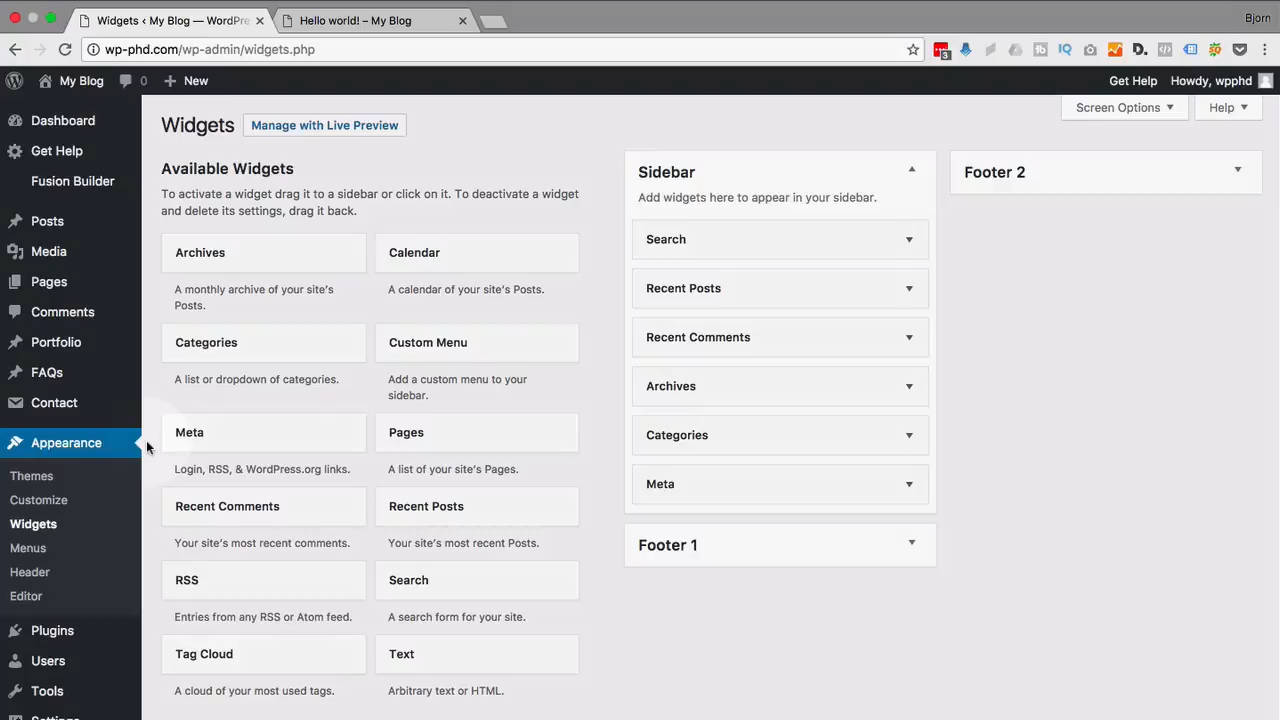 Widgets ‹ My Blog — WordPre
Hello world! – My Blog
Bjorn
wp-phd.com/wp-admin/widgets.php
3
My Blog
0
New
Get Help
Howdy, wpphd
Dashboard
Get Help
Fusion Builder
Posts
Media
Pages
Comments
Portfolio
FAQs
Contact
Appearance
Themes
Customize
Widgets
Menus
Header
Editor
Plugins
Users
Tools
Settings
Screen Options
Help
Widgets
Manage with Live Preview
Available Widgets
To activate a widget drag it to a sidebar or click on it. To deactivate a widget
and delete its settings, drag it back.
Archives
A monthly archive of your site's
Posts.
Calendar
A calendar of your site's Posts.
Categories
A list or dropdown of categories.
Custom Menu
Add a custom menu to your
sidebar.
Meta
Login, RSS, & WordPress.org links.
Pages
A list of your site's Pages.
Recent Comments
Your site's most recent comments.
Recent Posts
Your site's most recent Posts.
RSS
Entries from any RSS or Atom feed.
Search
A search form for your site.
Tag Cloud
A cloud of your most used tags.
Text
Arbitrary text or HTML.
Sidebar
Add widgets here to appear in your sidebar.
Search
Recent Posts
Recent Comments
Archives
Categories
Meta
Footer 1
Footer 2